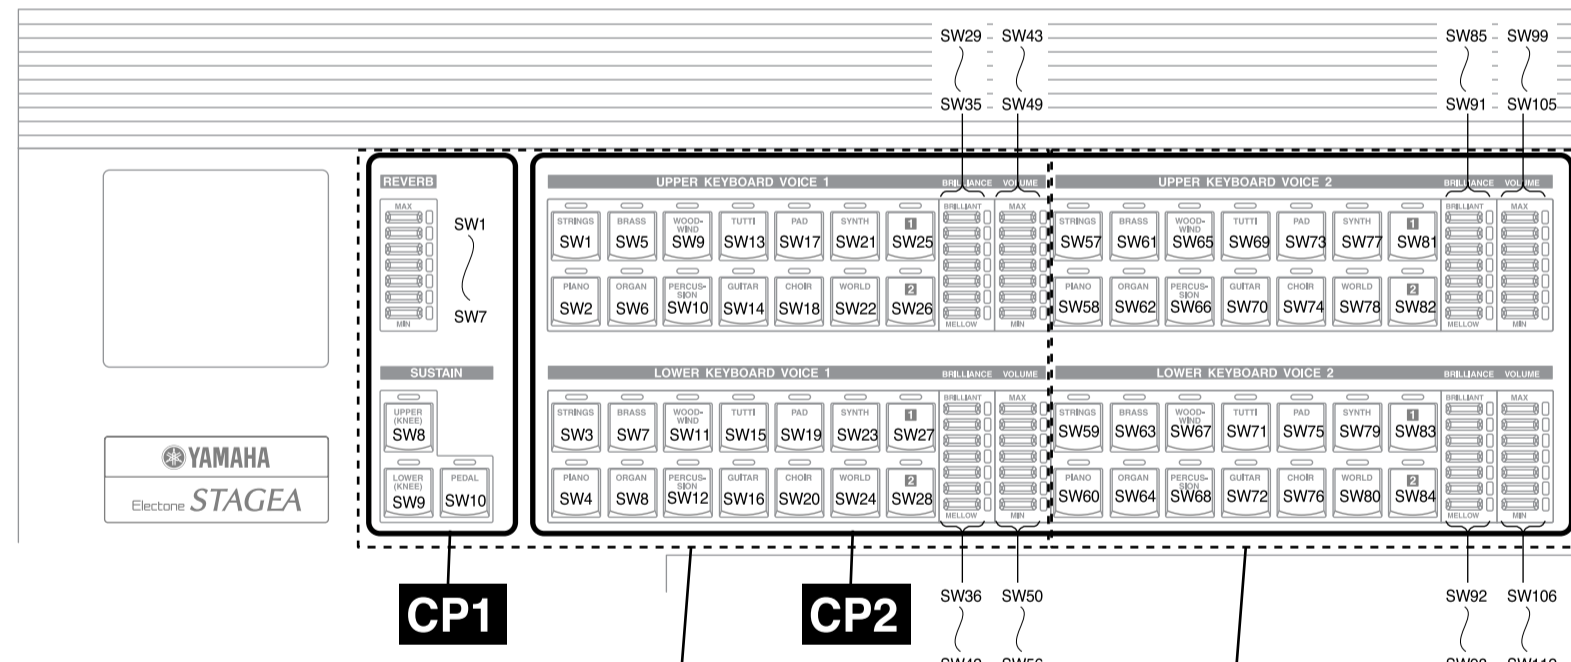 SW29 SW43 SW85 SW99
SW35 SW49 SW91 SW105
REVERB UPPER KEYBOARD VOICE 1 BRILLIANCE VOLUME UPPER KEYBOARD VOICE 2 BRILLIANCE VOLUME
MAX BRILLIANT MAX BRILLIANT MAX
STRINGS BRASS WOOD-WIND TUTTI PAD SYNTH 1 STRINGS BRASS WOOD-WIND TUTTI PAD SYNTH 1
SW1 SW1 SW5 SW9 SW13 SW17 SW21 SW25 SW57 SW61 SW65 SW69 SW73 SW77 SW81
PIANO ORGAN PERCUS-SION GUITAR CHOIR WORLD 2 PIANO ORGAN PERCUS-SION GUITAR CHOIR WORLD 2
SW7 SW2 SW6 SW10 SW14 SW18 SW22 SW26 SW58 SW62 SW66 SW70 SW74 SW78 SW82
MIN MELLOW MIN MELLOW MIN
SUSTAIN LOWER KEYBOARD VOICE 1 BRILLIANCE VOLUME LOWER KEYBOARD VOICE 2 BRILLIANCE VOLUME
BRILLIANT MAX BRILLIANT MAX
UPPER (KNEE) STRINGS BRASS WOOD-WIND TUTTI PAD SYNTH 1 STRINGS BRASS WOOD-WIND TUTTI PAD SYNTH 1
SW8 SW3 SW7 SW11 SW15 SW19 SW23 SW27 SW59 SW63 SW67 SW71 SW75 SW79 SW83
YAMAHA
LOWER (KNEE) PEDAL PIANO ORGAN PERCUS-SION GUITAR CHOIR WORLD 2 PIANO ORGAN PERCUS-SION GUITAR CHOIR WORLD 2
Electone STAGEA SW9 SW10 SW4 SW8 SW12 SW16 SW20 SW24 SW28 SW60 SW64 SW68 SW72 SW76 SW80 SW84
MELLOW MIN MELLOW MIN
CP1 CP2 SW36 SW50 SW92 SW106